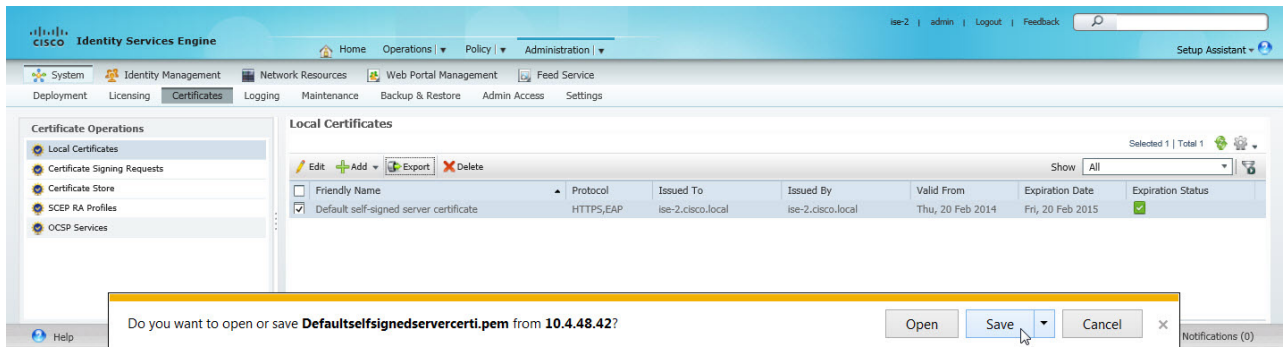 ise-2 | admin | Logout | Feedback
cisco Identity Services Engine
Home Operations | Policy | Administration |
Setup Assistant
System Identity Management Network Resources Web Portal Management Feed Service
Deployment Licensing Certificates Logging Maintenance Backup & Restore Admin Access Settings
Certificate Operations
Local Certificates
Certificate Signing Requests
Certificate Store
SCEP RA Profiles
OCSP Services
Local Certificates
Selected 1 | Total 1
Edit Add Export Delete
Show All
Friendly Name Protocol Issued To Issued By Valid From Expiration Date Expiration Status
Default self-signed server certificate HTTPS,EAP ise-2.cisco.local ise-2.cisco.local Thu, 20 Feb 2014 Fri, 20 Feb 2015
Do you want to open or save Defaultselfsignedservercerti.pem from 10.4.48.42?
Open Save Cancel
Help
Notifications (0)